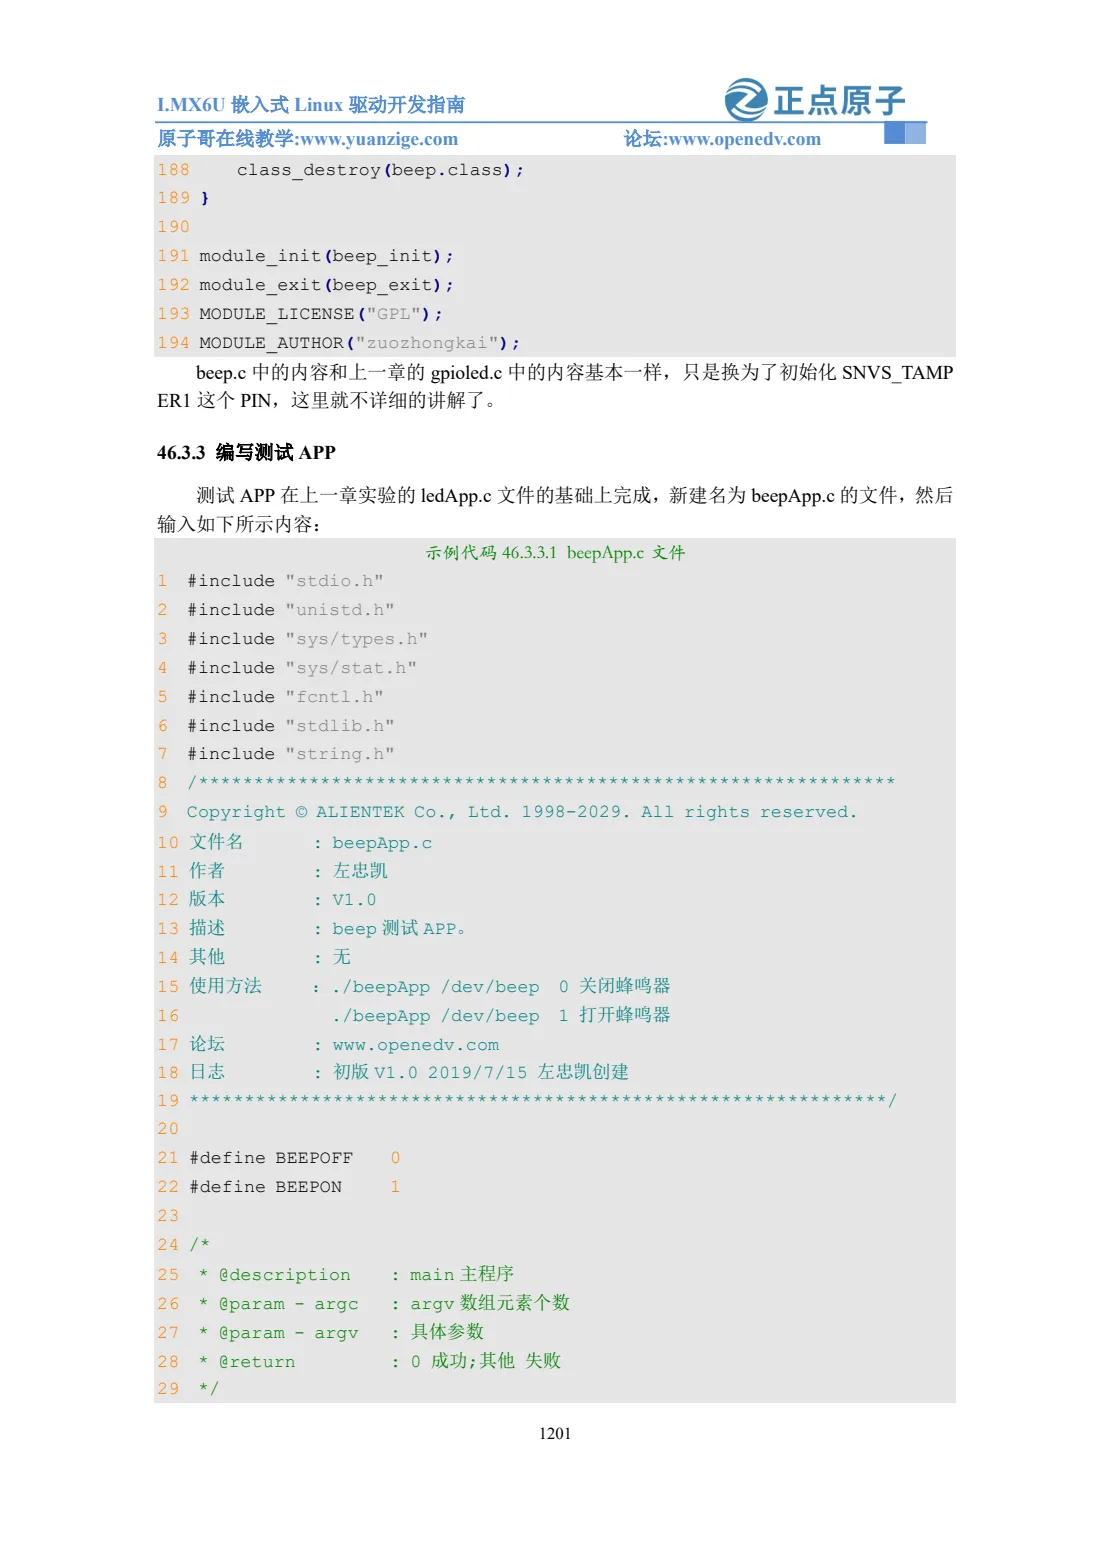 I.MX6U 嵌入式 Linux 驱动开发指南
正点原子
原子哥在线教学:www.yuanzige.com 论坛:www.openedv.com
188     class_destroy(beep.class);
189 }
190
191 module_init(beep_init);
192 module_exit(beep_exit);
193 MODULE_LICENSE("GPL");
194 MODULE_AUTHOR("zuozhongkai");
beep.c 中的内容和上一章的 gpioled.c 中的内容基本一样，只是换为了初始化 SNVS_TAMP
ER1 这个 PIN，这里就不详细的讲解了。
46.3.3 编写测试 APP
测试 APP 在上一章实验的 ledApp.c 文件的基础上完成，新建名为 beepApp.c 的文件，然后
输入如下所示内容：
示例代码 46.3.3.1 beepApp.c 文件
1  #include "stdio.h"
2  #include "unistd.h"
3  #include "sys/types.h"
4  #include "sys/stat.h"
5  #include "fcntl.h"
6  #include "stdlib.h"
7  #include "string.h"
8  /***************************************************************
9  Copyright © ALIENTEK Co., Ltd. 1998-2029. All rights reserved.
10 文件名 : beepApp.c
11 作者 : 左忠凯
12 版本 : V1.0
13 描述 : beep 测试 APP。
14 其他 : 无
15 使用方法 : ./beepApp /dev/beep  0 关闭蜂鸣器
16 ./beepApp /dev/beep  1 打开蜂鸣器
17 论坛 : www.openedv.com
18 日志 : 初版 V1.0 2019/7/15 左忠凯创建
19 ***************************************************************/
20
21 #define BEEPOFF    0
22 #define BEEPON     1
23
24 /*
25  * @description    : main 主程序
26  * @param - argc   : argv 数组元素个数
27  * @param - argv   : 具体参数
28  * @return         : 0 成功;其他 失败
29  */
1201